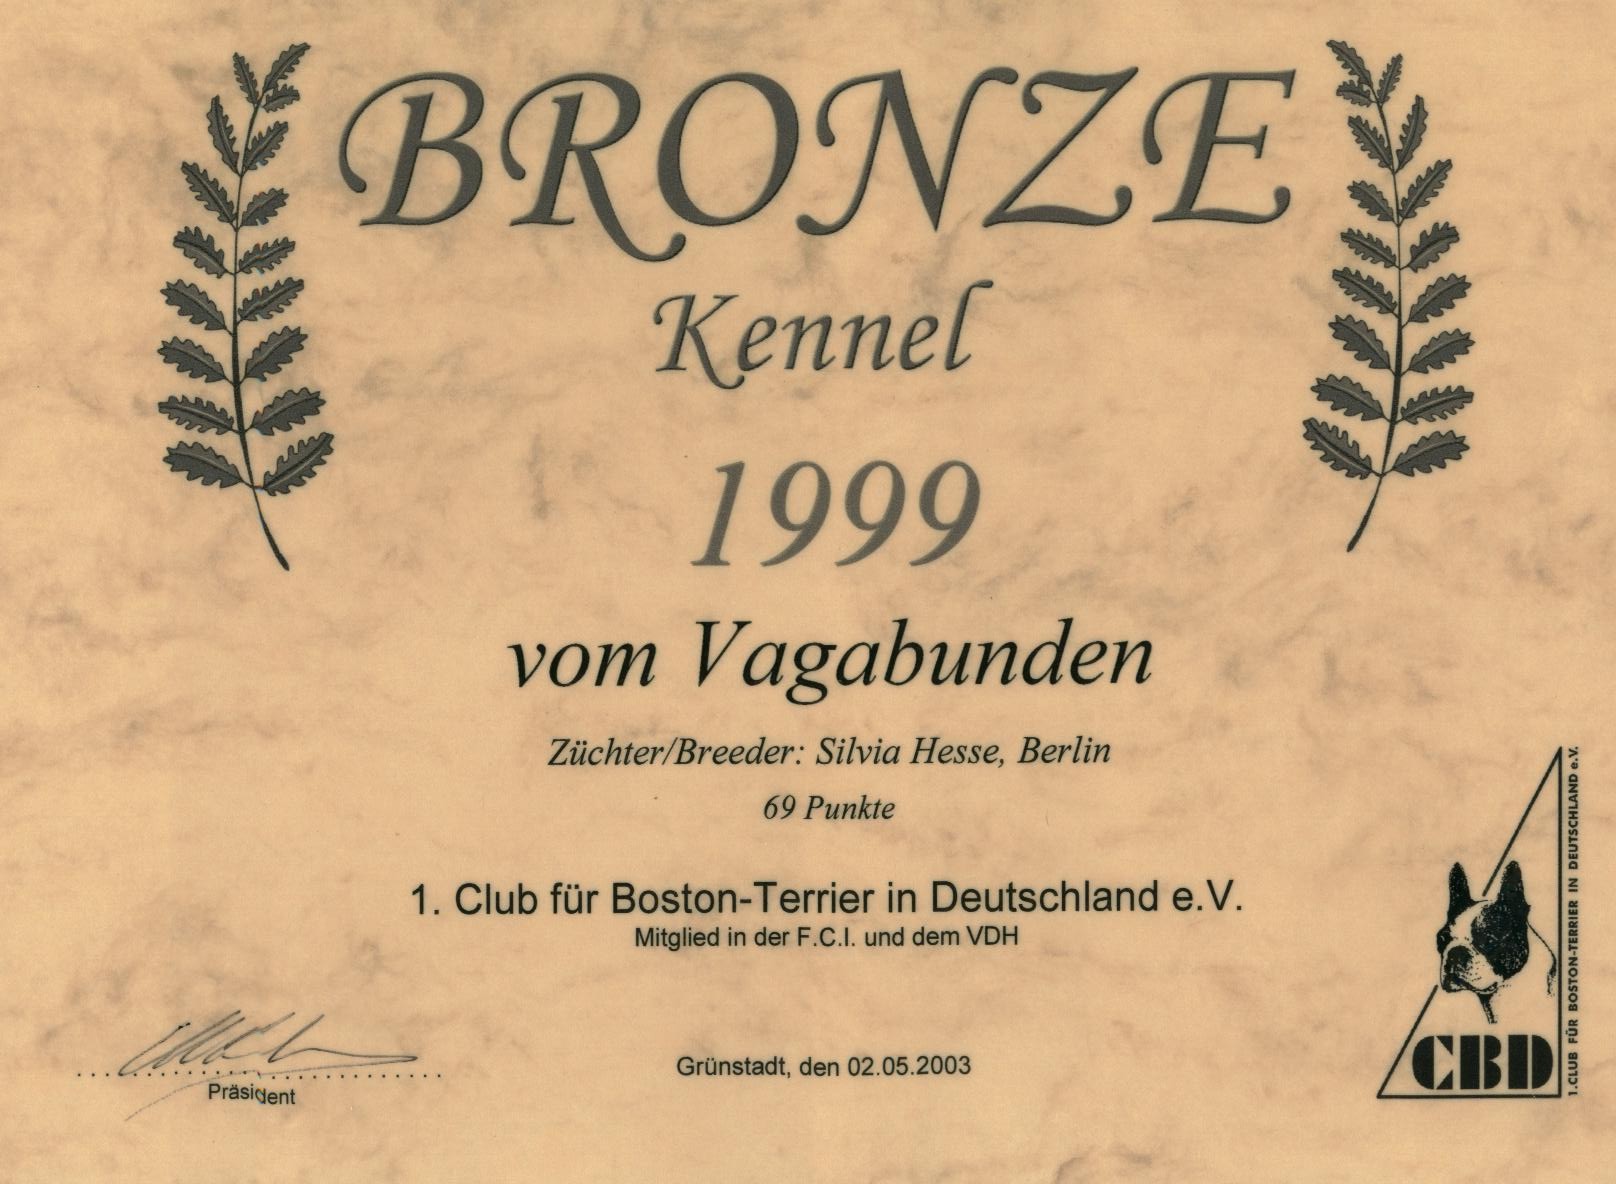 BRONZE
Kennel
1999
vom Vagabunden
Züchter/Breeder: Silvia Hesse, Berlin
69 Punkte
1. Club für Boston-Terrier in Deutschland e.V.
Mitglied in der F.C.I. und dem VDH
Präsident
Grünstadt, den 02.05.2003
CBD
1. CLUB FÜR BOSTON-TERRIER IN DEUTSCHLAND e.V.